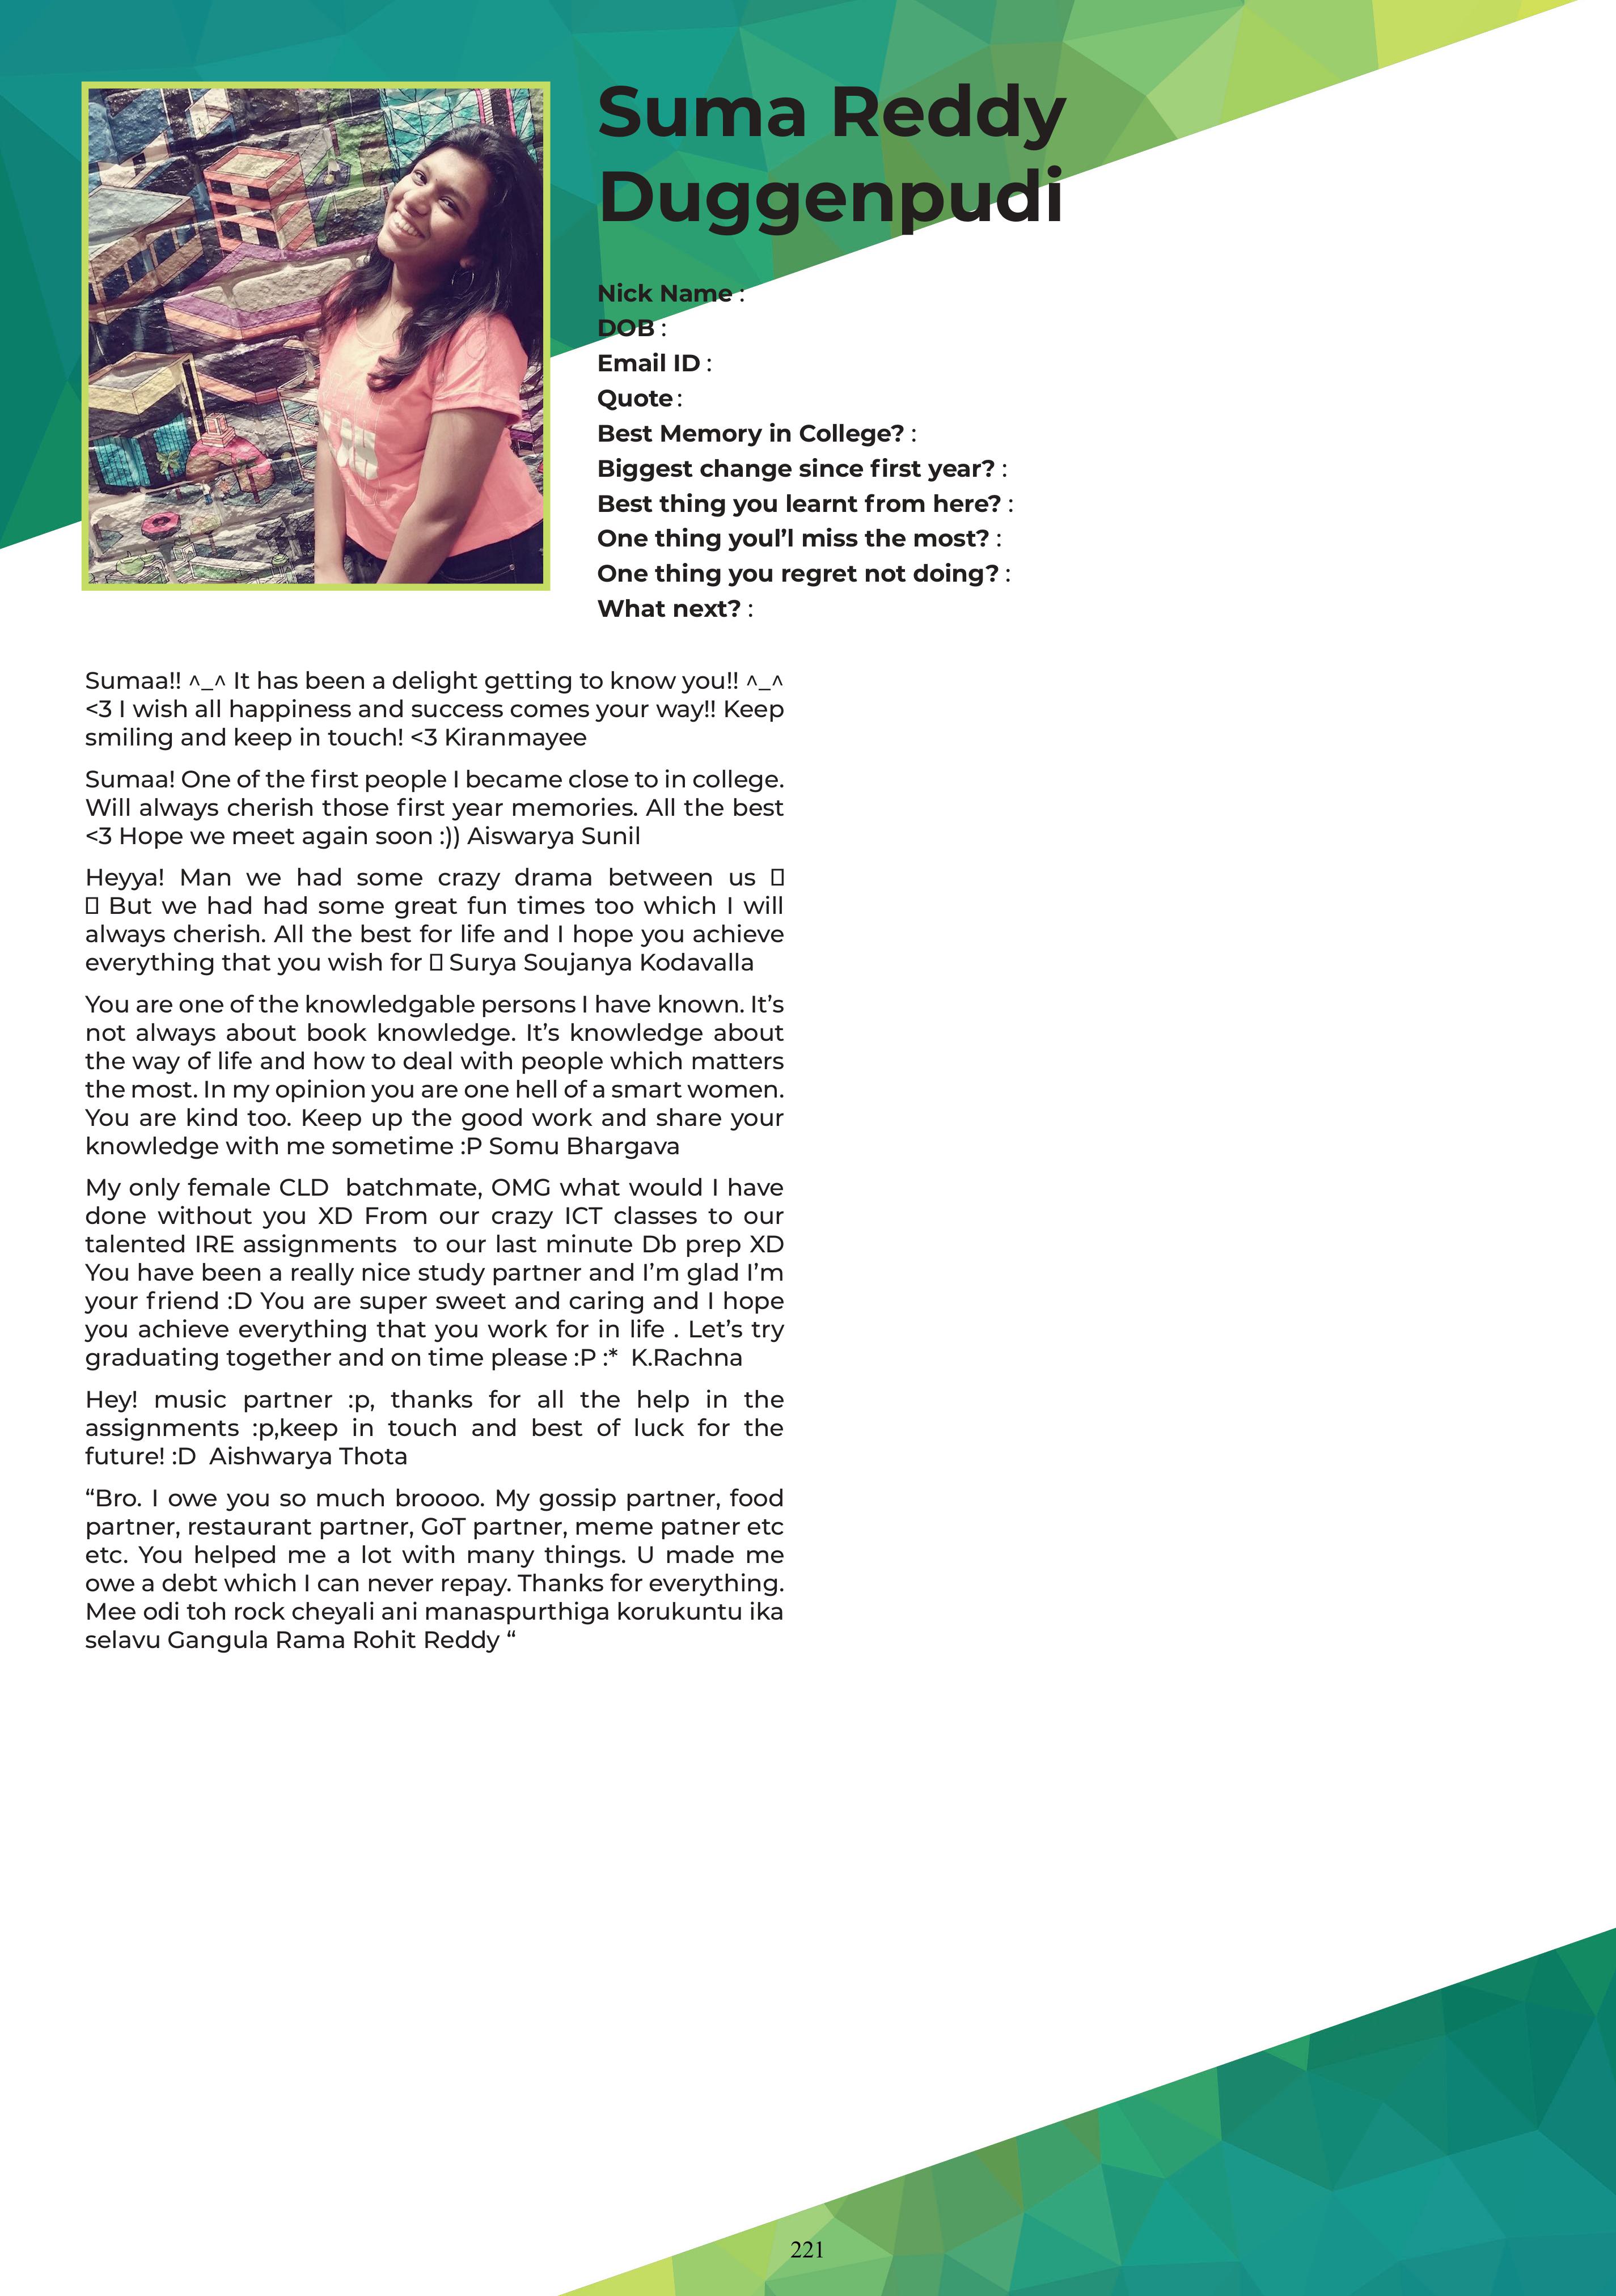 Suma Reddy
Duggenpudi
Nick Name :
DOB :
Email ID :
Quote :
Best Memory in College? :
Biggest change since first year? :
Best thing you learnt from here? :
One thing youl’l miss the most? :
One thing you regret not doing? :
What next? :
Sumaa!! ^_^ It has been a delight getting to know you!! ^_^
<3 I wish all happiness and success comes your way!! Keep
smiling and keep in touch! <3 Kiranmayee
Sumaa! One of the first people I became close to in college.
Will always cherish those first year memories. All the best
<3 Hope we meet again soon :)) Aiswarya Sunil
Heyya! Man we had some crazy drama between us 
But we had had some great fun times too which I will
always cherish. All the best for life and I hope you achieve
everything that you wish for Surya Soujanya Kodavalla
You are one of the knowledgable persons I have known. It’s
not always about book knowledge. It’s knowledge about
the way of life and how to deal with people which matters
the most. In my opinion you are one hell of a smart women.
You are kind too. Keep up the good work and share your
knowledge with me sometime :P Somu Bhargava
My only female CLD  batchmate, OMG what would I have
done without you XD From our crazy ICT classes to our
talented IRE assignments  to our last minute Db prep XD
You have been a really nice study partner and I’m glad I’m
your friend :D You are super sweet and caring and I hope
you achieve everything that you work for in life . Let’s try
graduating together and on time please :P :*  K.Rachna
Hey! music partner :p, thanks for all the help in the
assignments :p,keep in touch and best of luck for the
future! :D  Aishwarya Thota
“Bro. I owe you so much broooo. My gossip partner, food
partner, restaurant partner, GoT partner, meme patner etc
etc. You helped me a lot with many things. U made me
owe a debt which I can never repay. Thanks for everything.
Mee odi toh rock cheyali ani manaspurthiga korukuntu ika
selavu Gangula Rama Rohit Reddy “
221